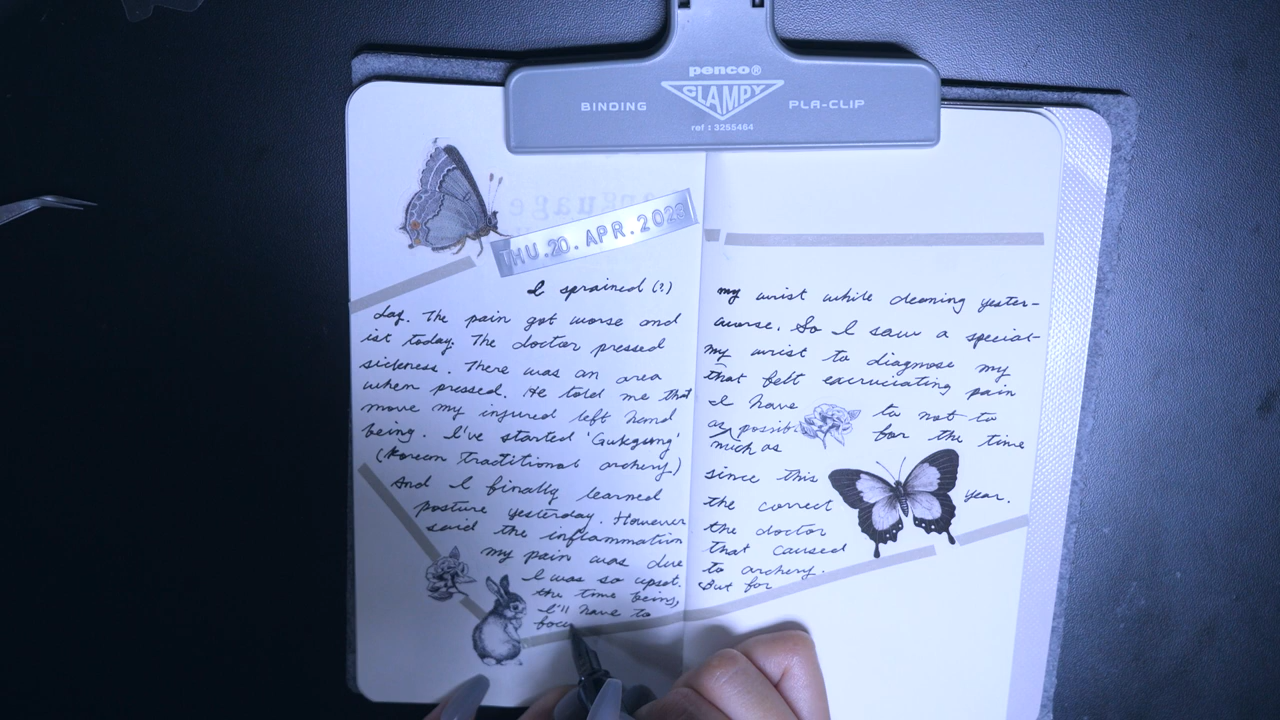 penco®
BINDING CLAMPY PLA-CLIP
ref : 3255464
THU.20.APR.2023
I sprained (?) my wrist while cleaning yester-
day. The pain got worse and worse. So I saw a special-
ist today. The doctor pressed my wrist to diagnose my
sickness. There was an area that felt excruciating pain
when pressed. He told me that I have to not to
move my injured left hand as much as possible for the time
being. I've started 'Gukgung'
(Korean traditional archery) since this year.
And I finally learned the correct
posture yesterday. However the doctor
said the inflammation that caused
my pain was due to archery.
I was so upset. But for
the time being,
I'll have to
focu